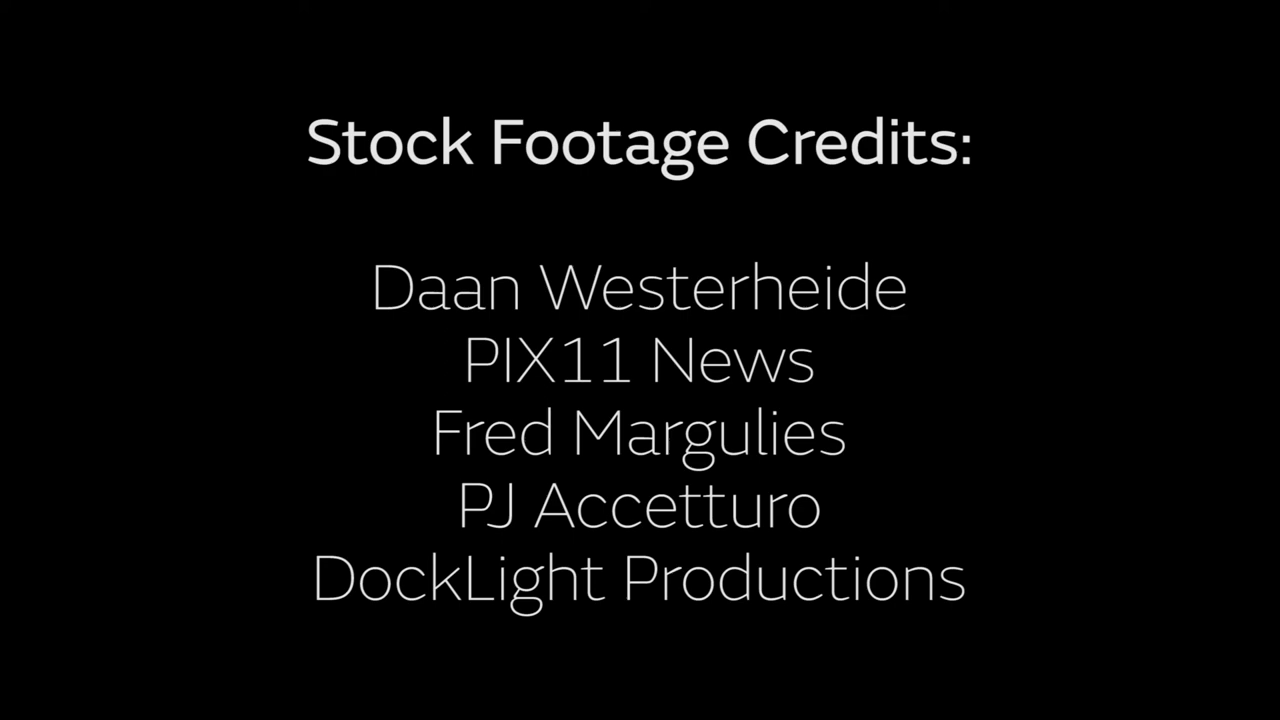 Stock Footage Credits:
Daan Westerheide
PIX11 News
Fred Margulies
PJ Accetturo
DockLight Productions